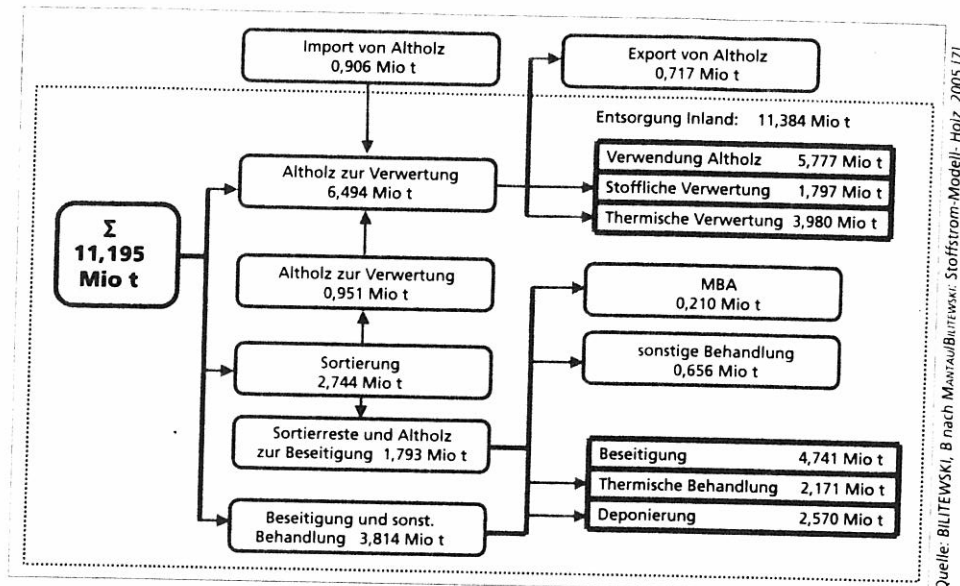 Import von Altholz
0,906 Mio t
Export von Altholz
0,717 Mio t
Entsorgung Inland: 11,384 Mio t
Altholz zur Verwertung
6,494 Mio t
Verwendung Altholz 5,777 Mio t
Stoffliche Verwertung 1,797 Mio t
Thermische Verwertung 3,980 Mio t
Σ
11,195
Mio t
Altholz zur Verwertung
0,951 Mio t
MBA
0,210 Mio t
Sortierung
2,744 Mio t
sonstige Behandlung
0,656 Mio t
Sortierreste und Altholz
zur Beseitigung 1,793 Mio t
Beseitigung 4,741 Mio t
Thermische Behandlung 2,171 Mio t
Deponierung 2,570 Mio t
Beseitigung und sonst.
Behandlung 3,814 Mio t
Quelle: BILITEWSKI, B nach MANTAU/BILITEWSKI: Stoffstrom-Modell- Holz, 2005 [7]